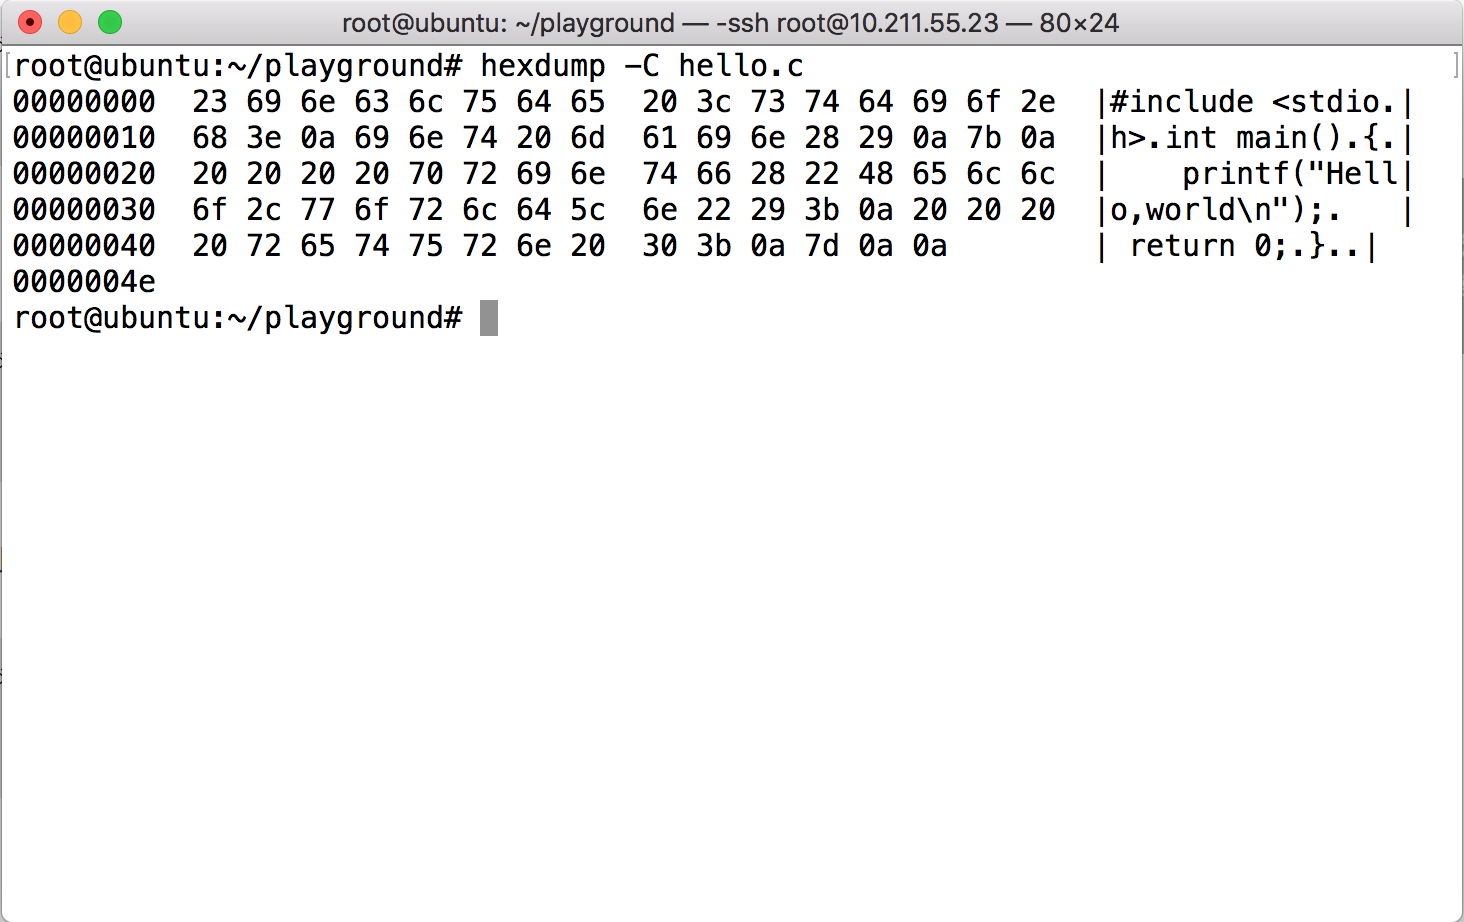 root@ubuntu: ~/playground — -ssh root@10.211.55.23 — 80×24
[root@ubuntu:~/playground# hexdump -C hello.c ]
00000000  23 69 6e 63 6c 75 64 65  20 3c 73 74 64 69 6f 2e  |#include <stdio.|
00000010  68 3e 0a 69 6e 74 20 6d  61 69 6e 28 29 0a 7b 0a  |h>.int main().{.|
00000020  20 20 20 20 70 72 69 6e  74 66 28 22 48 65 6c 6c  |    printf("Hell|
00000030  6f 2c 77 6f 72 6c 64 5c  6e 22 29 3b 0a 20 20 20  |o,world\n");.   |
00000040  20 72 65 74 75 72 6e 20  30 3b 0a 7d 0a 0a        | return 0;.}..|
0000004e
root@ubuntu:~/playground#